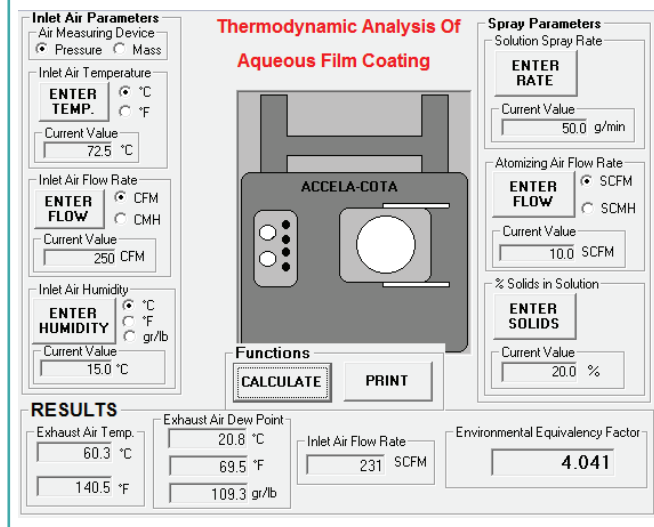 Inlet Air Parameters
Air Measuring Device
Pressure Mass
Inlet Air Temperature
ENTER
TEMP.
°C
°F
Current Value
72.5 °C
Inlet Air Flow Rate
ENTER
FLOW
CFM
CMH
Current Value
250 CFM
Inlet Air Humidity
ENTER
HUMIDITY
°C
°F
gr/lb
Current Value
15.0 °C
Thermodynamic Analysis Of
Aqueous Film Coating
ACCELA-COTA
Functions
CALCULATE
PRINT
Spray Parameters
Solution Spray Rate
ENTER
RATE
Current Value
50.0 g/min
Atomizing Air Flow Rate
ENTER
FLOW
SCFM
SCMH
Current Value
10.0 SCFM
% Solids in Solution
ENTER
SOLIDS
Current Value
20.0 %
RESULTS
Exhaust Air Temp.
60.3 °C
140.5 °F
Exhaust Air Dew Point
20.8 °C
69.5 °F
109.3 gr/lb
Inlet Air Flow Rate
231 SCFM
Environmental Equivalency Factor
4.041